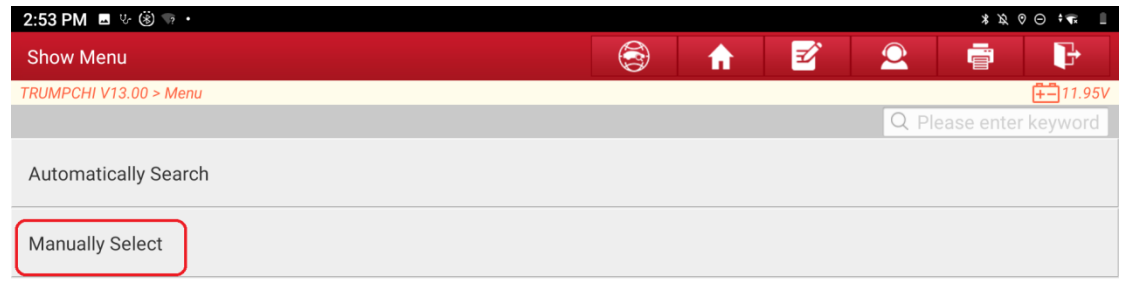 2:53 PM
Show Menu
TRUMPCHI V13.00 > Menu
11.95V
Please enter keyword
Automatically Search
Manually Select